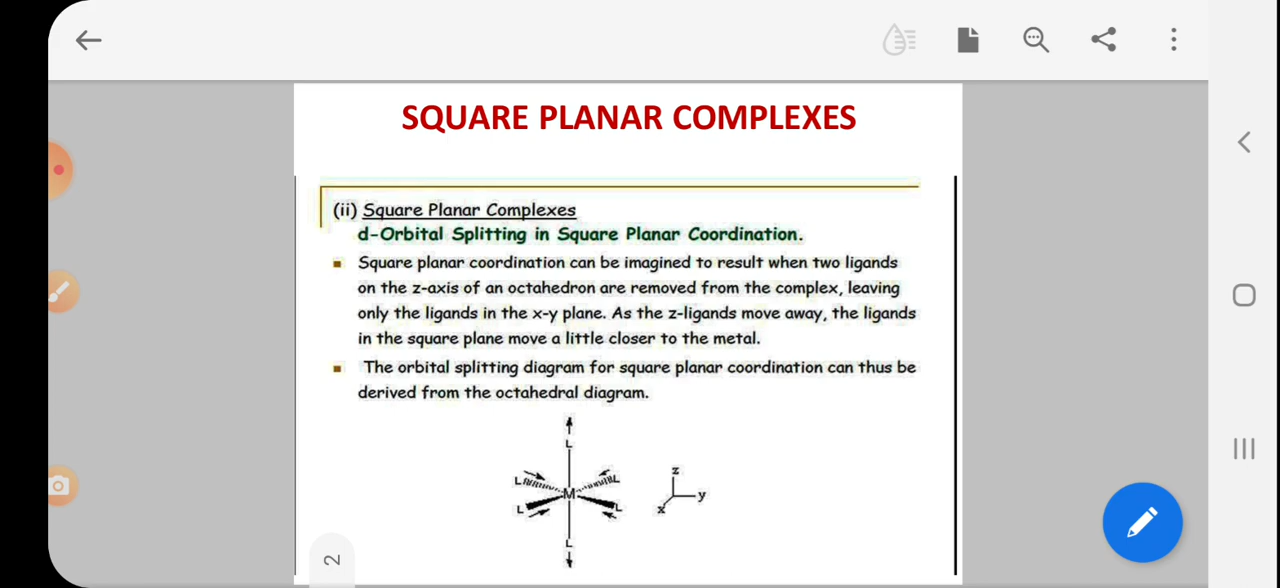 SQUARE PLANAR COMPLEXES
(ii) Square Planar Complexes
d-Orbital Splitting in Square Planar Coordination.
Square planar coordination can be imagined to result when two ligands
on the z-axis of an octahedron are removed from the complex, leaving
only the ligands in the x-y plane. As the z-ligands move away, the ligands
in the square plane move a little closer to the metal.
The orbital splitting diagram for square planar coordination can thus be
derived from the octahedral diagram.
L
L L
M
L L
L
z
y
x
2